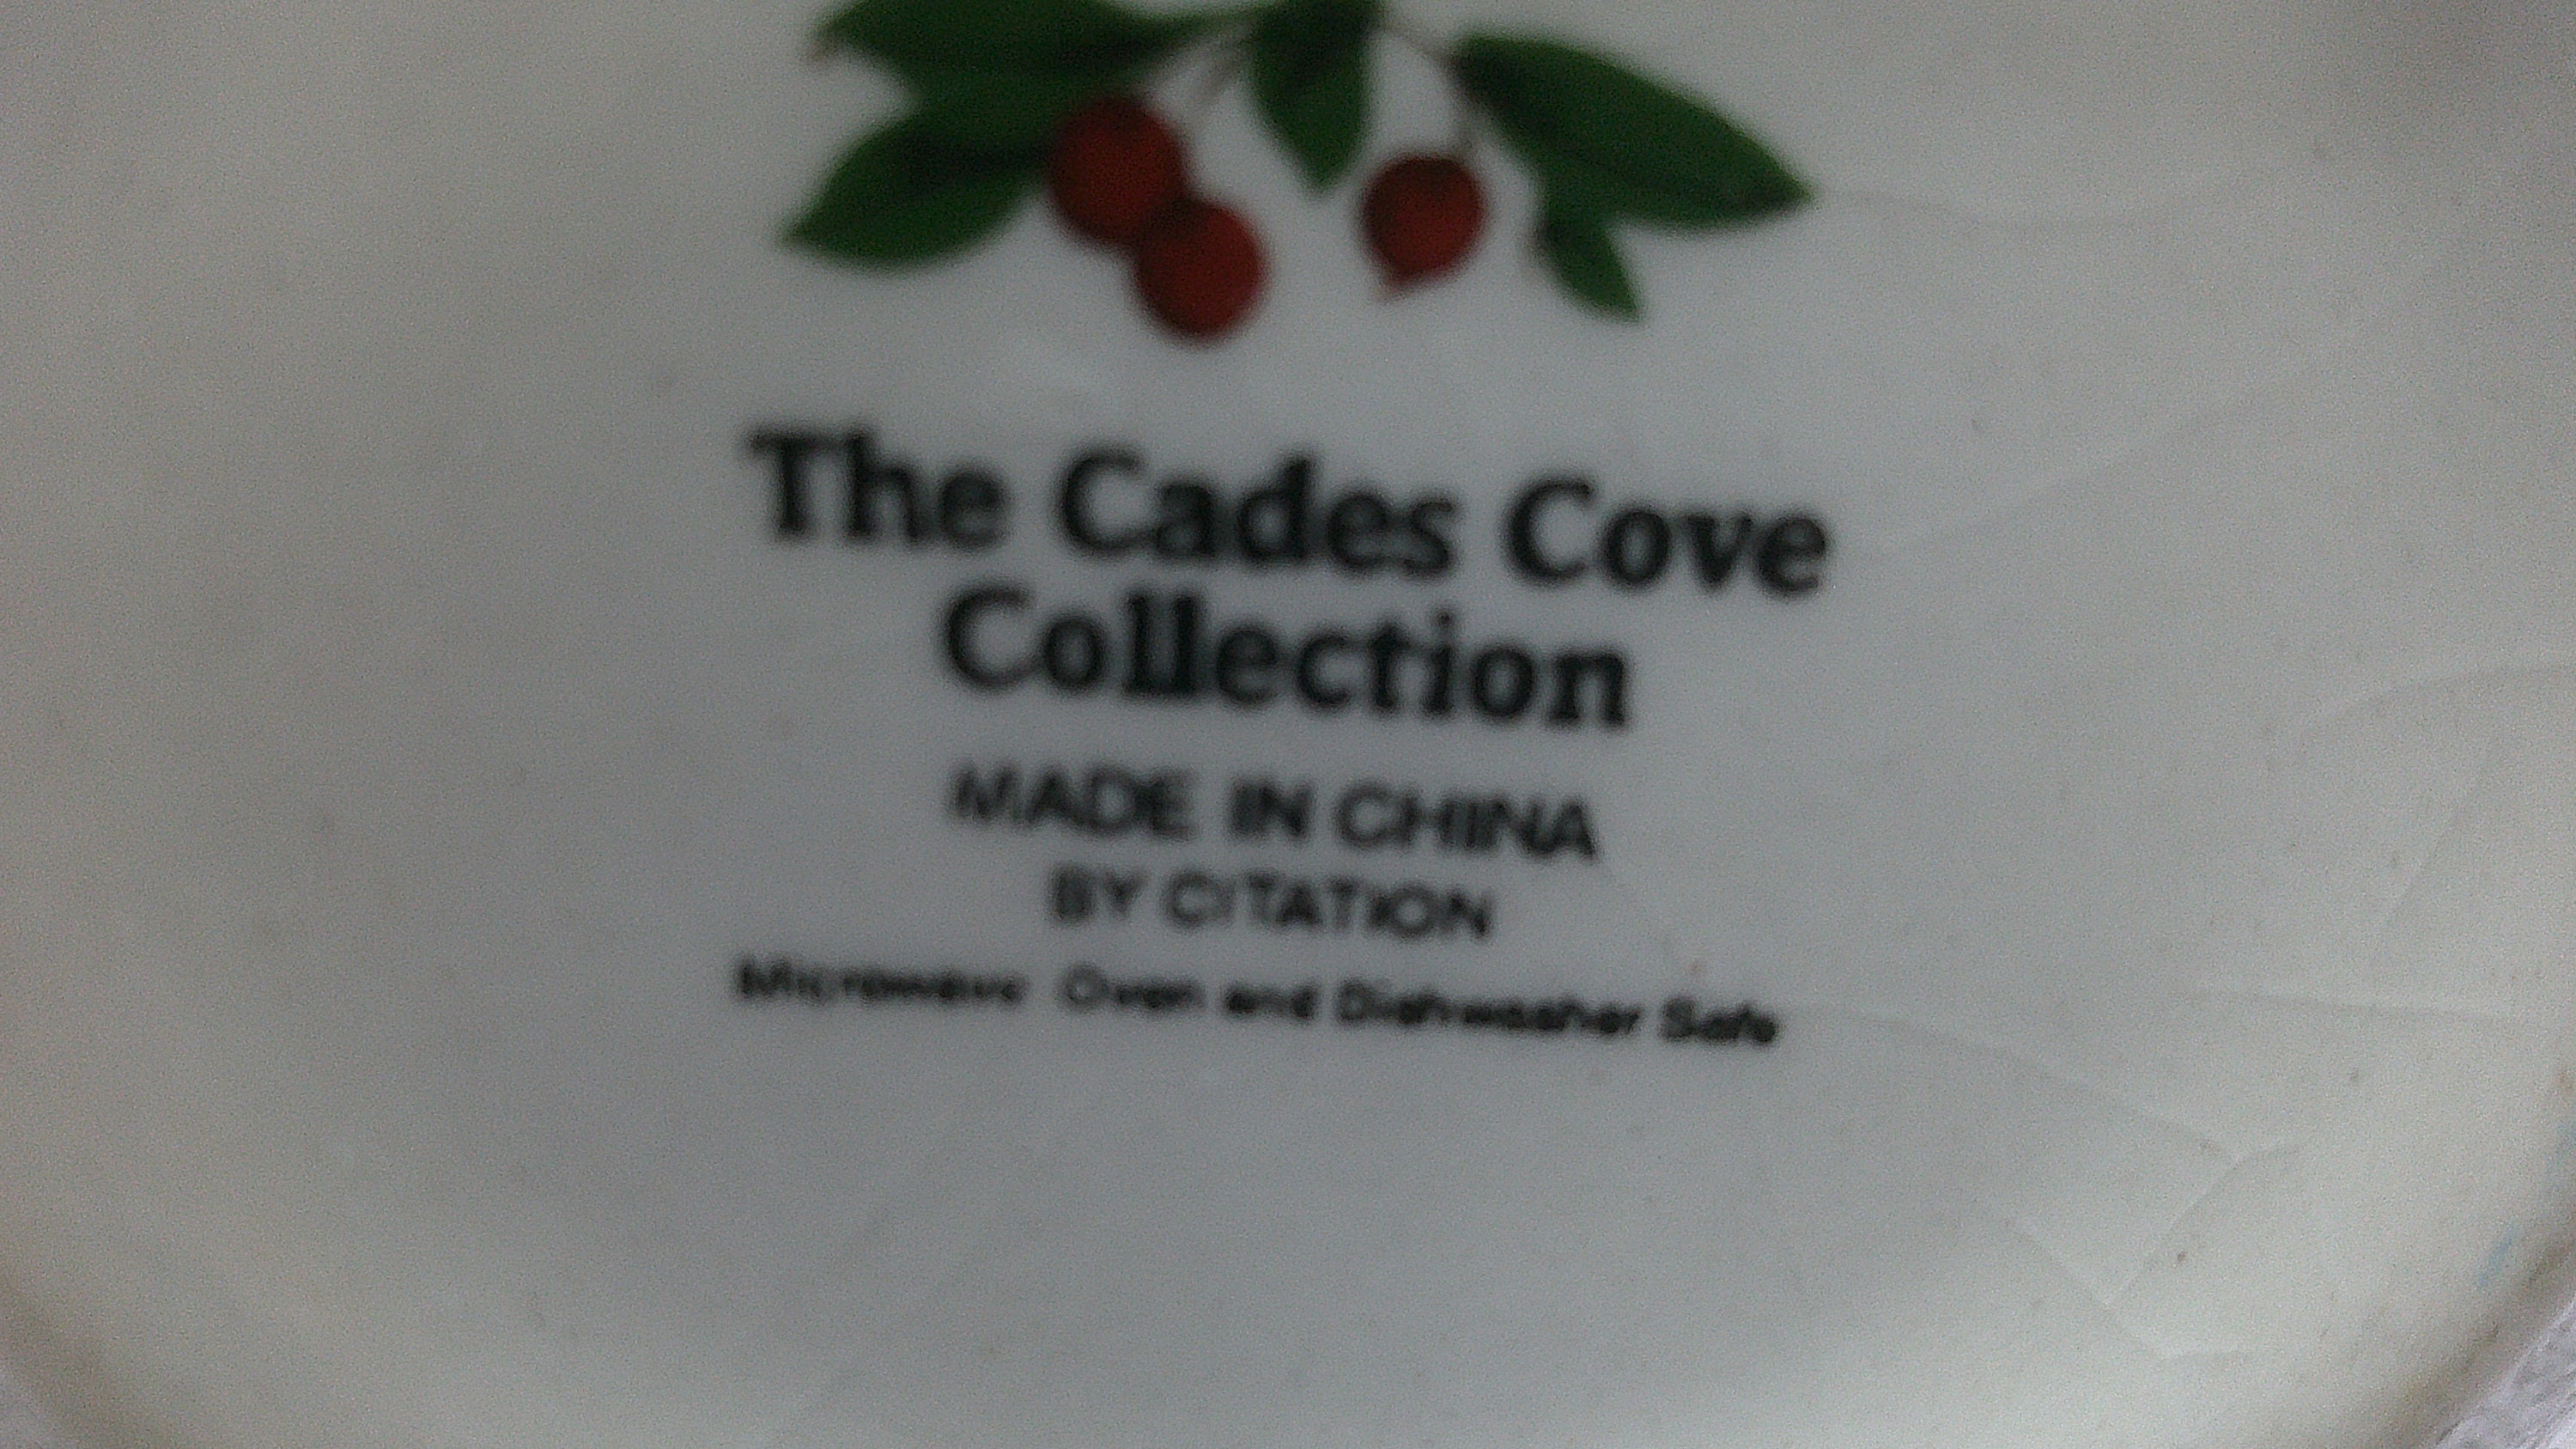 The Cades Cove
Collection
MADE IN CHINA
BY CITATION
Microwave Oven and Dishwasher Safe